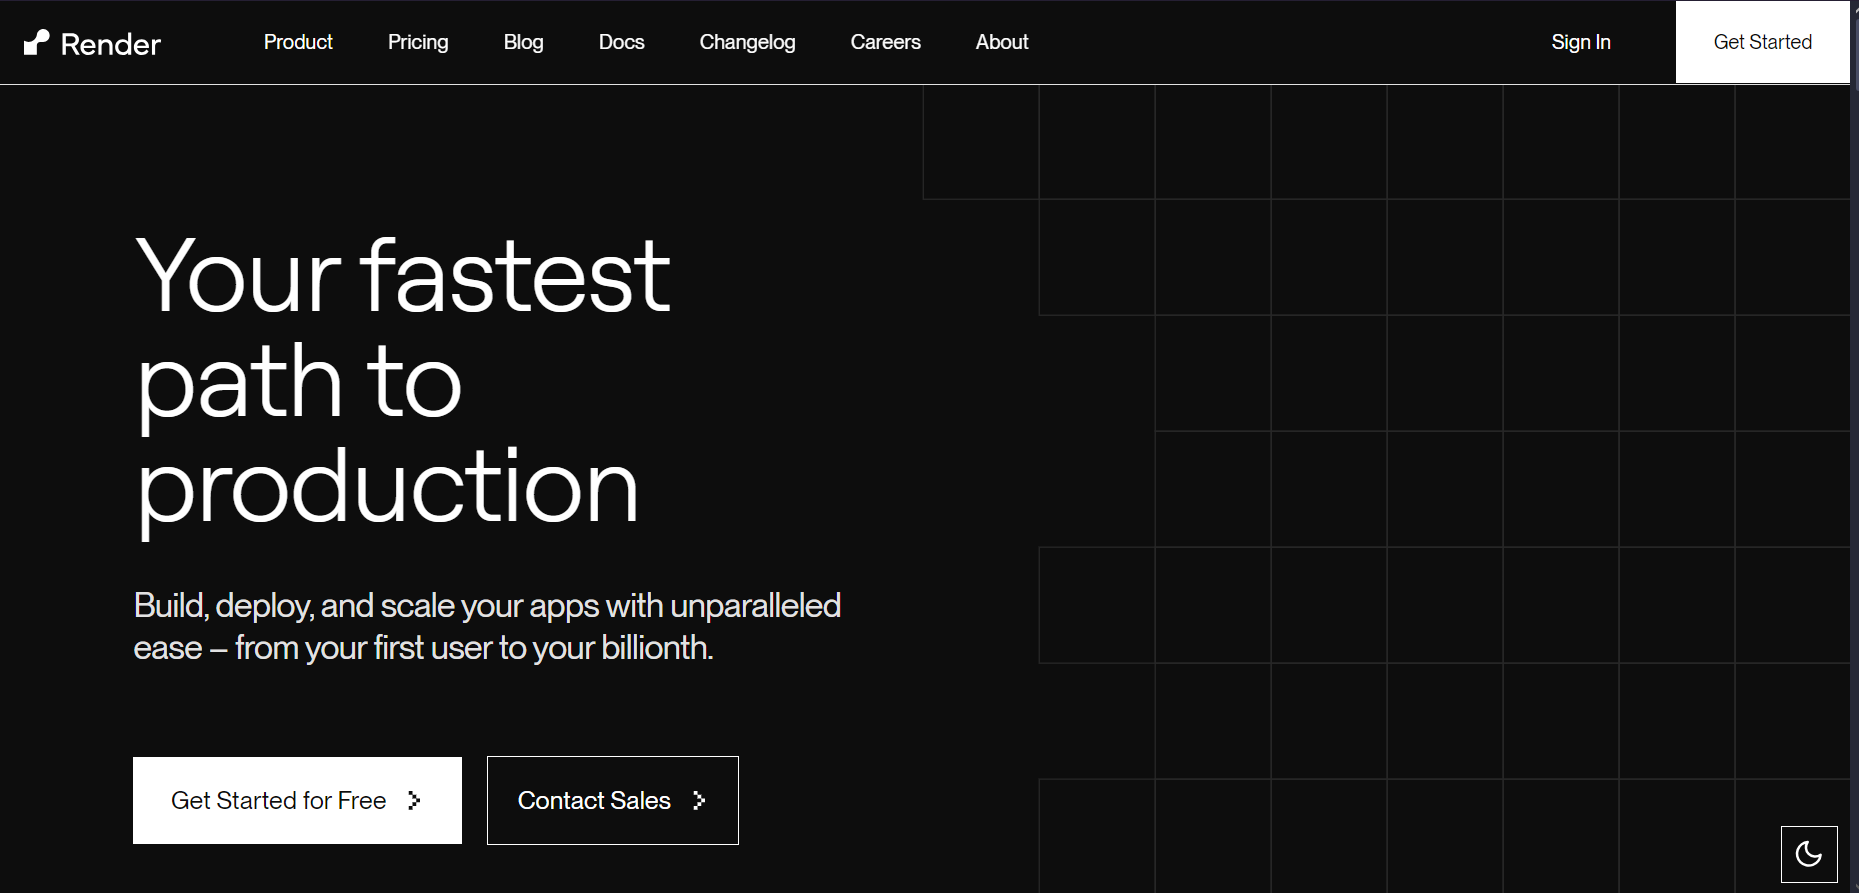 Render
Product
Pricing
Blog
Docs
Changelog
Careers
About
Sign In
Get Started
Your fastest
path to
production
Build, deploy, and scale your apps with unparalleled
ease – from your first user to your billionth.
Get Started for Free
Contact Sales